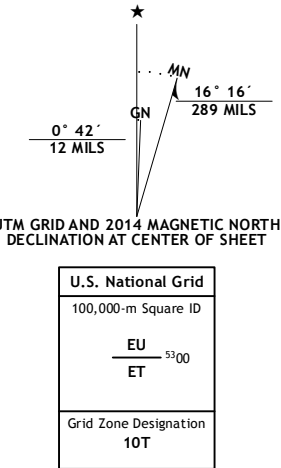 ★
MN
GN
16° 16´
289 MILS
0° 42´
12 MILS
UTM GRID AND 2014 MAGNETIC NORTH
DECLINATION AT CENTER OF SHEET
U.S. National Grid
100,000-m Square ID
EU
5300
ET
Grid Zone Designation
10T